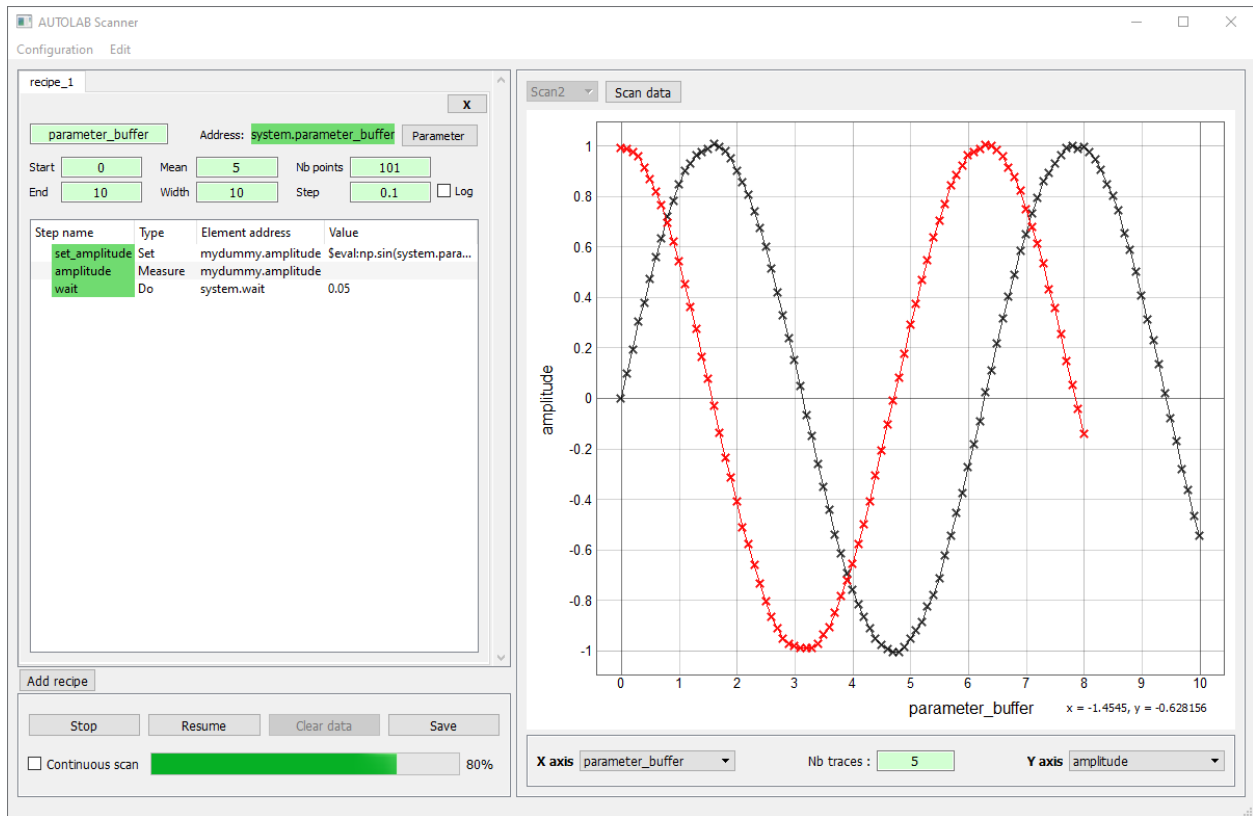 AUTOLAB Scanner
Configuration Edit
recipe_1
X
parameter_buffer Address: system.parameter_buffer Parameter
Start 0 Mean 5 Nb points 101
End 10 Width 10 Step 0.1 Log
Step name Type Element address Value
set_amplitude Set mydummy.amplitude $eval:np.sin(system.para...
amplitude Measure mydummy.amplitude
wait Do system.wait 0.05
Add recipe
Stop Resume Clear data Save
Continuous scan 80%
Scan2 Scan data
1
0.8
0.6
0.4
0.2
0
-0.2
-0.4
-0.6
-0.8
-1
amplitude
0 1 2 3 4 5 6 7 8 9 10
parameter_buffer x = -1.4545, y = -0.628156
X axis parameter_buffer Nb traces : 5 Y axis amplitude